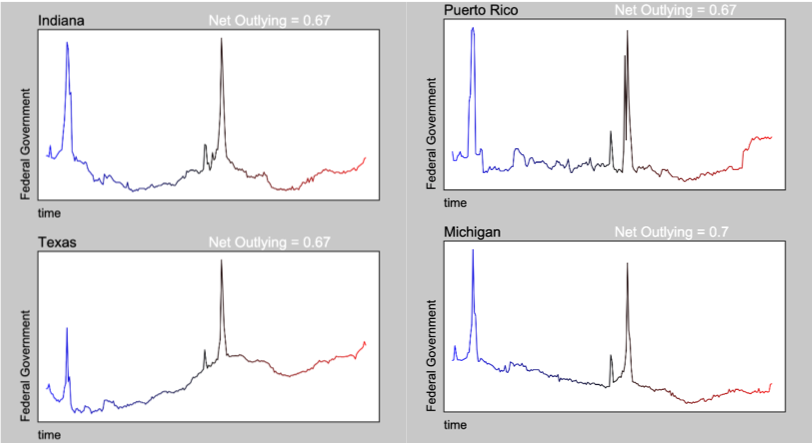 Indiana Net Outlying = 0.67
Federal Government
time
Puerto Rico Net Outlying = 0.67
Federal Government
time
Texas Net Outlying = 0.67
Federal Government
time
Michigan Net Outlying = 0.7
Federal Government
time